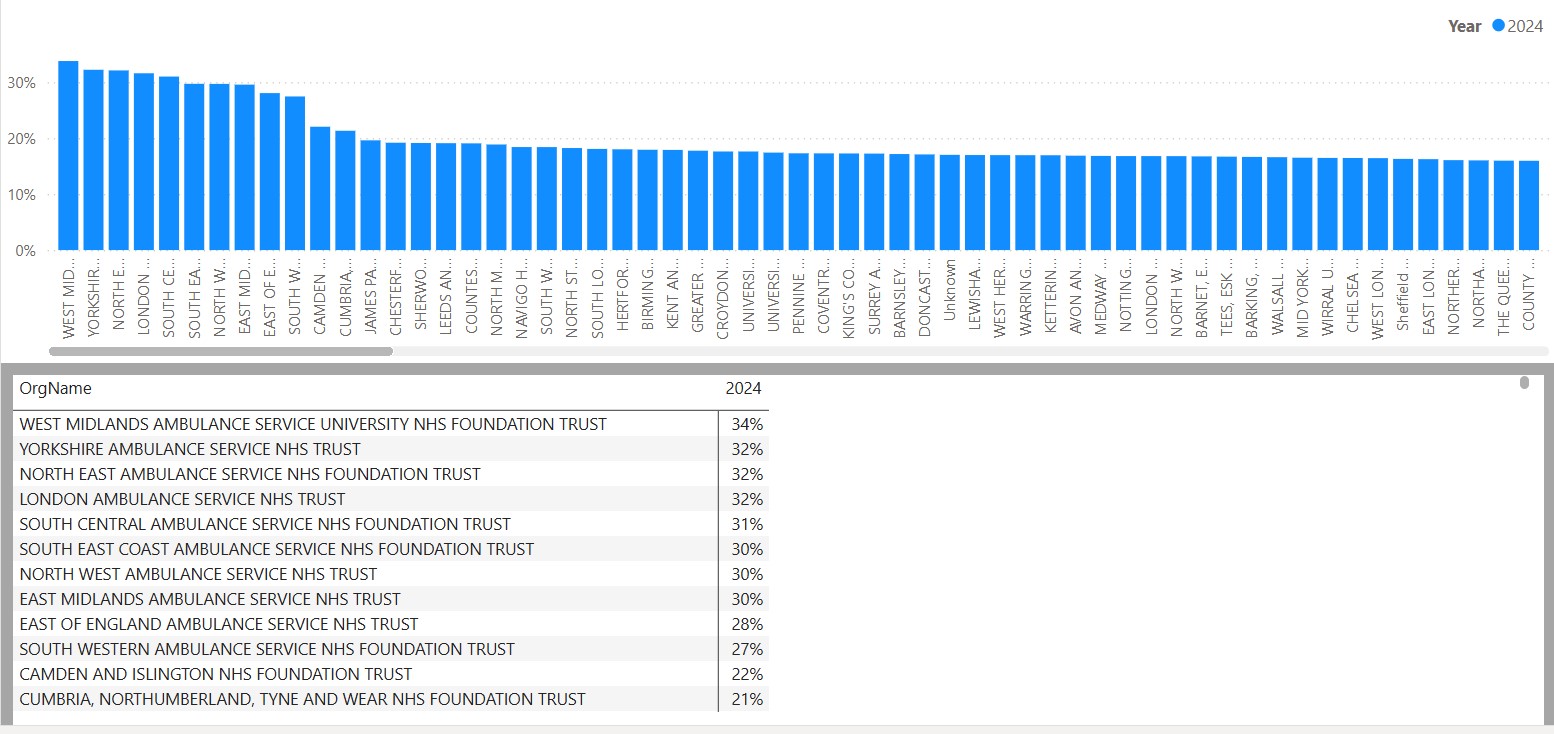 Year 2024
30%
20%
10%
0%
WEST MID...
YORKSHIR...
NORTH E...
LONDON ...
SOUTH CE...
SOUTH EA...
NORTH W...
EAST MID...
EAST OF E...
SOUTH W...
CAMDEN ...
CUMBRIA,...
JAMES PA...
CHESTERF...
SHERWO...
LEEDS AN...
COUNTES...
NORTH M...
NAVIGO H...
SOUTH W...
NORTH ST...
SOUTH LO...
HERTFOR...
BIRMING...
KENT AN...
GREATER ...
CROYDON...
UNIVERSI...
UNIVERSI...
PENNINE ...
COVENTR...
KING'S CO...
SURREY A...
BARNSLEY...
DONCAST...
Unknown
LEWISHA...
WEST HER...
WARRING...
KETTERIN...
AVON AN...
MEDWAY ...
NOTTING...
LONDON ...
NORTH W...
BARNET, E...
TEES, ESK...
BARKING, ...
WALSALL ...
MID YORK...
WIRRAL U...
CHELSEA ...
WEST LON...
Sheffield ...
EAST LON...
NORTHER...
NORTHA...
THE QUEE...
COUNTY ...
OrgName 2024
WEST MIDLANDS AMBULANCE SERVICE UNIVERSITY NHS FOUNDATION TRUST 34%
YORKSHIRE AMBULANCE SERVICE NHS TRUST 32%
NORTH EAST AMBULANCE SERVICE NHS FOUNDATION TRUST 32%
LONDON AMBULANCE SERVICE NHS TRUST 32%
SOUTH CENTRAL AMBULANCE SERVICE NHS FOUNDATION TRUST 31%
SOUTH EAST COAST AMBULANCE SERVICE NHS FOUNDATION TRUST 30%
NORTH WEST AMBULANCE SERVICE NHS TRUST 30%
EAST MIDLANDS AMBULANCE SERVICE NHS TRUST 30%
EAST OF ENGLAND AMBULANCE SERVICE NHS TRUST 28%
SOUTH WESTERN AMBULANCE SERVICE NHS FOUNDATION TRUST 27%
CAMDEN AND ISLINGTON NHS FOUNDATION TRUST 22%
CUMBRIA, NORTHUMBERLAND, TYNE AND WEAR NHS FOUNDATION TRUST 21%